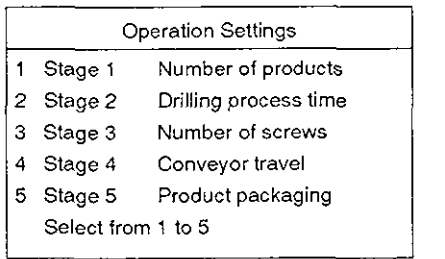 Operation Settings
1 Stage 1 Number of products
2 Stage 2 Drilling process time
3 Stage 3 Number of screws
4 Stage 4 Conveyor travel
5 Stage 5 Product packaging
Select from 1 to 5